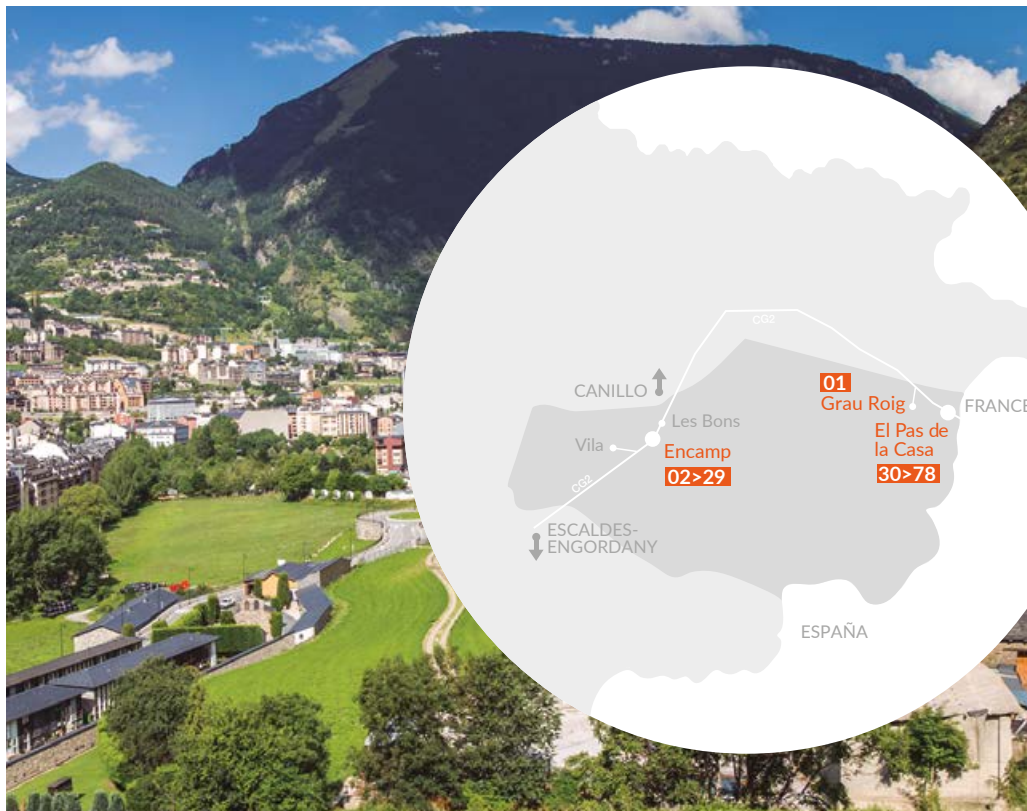 CG2
CANILLO
01
Grau Roig
FRANCE
Les Bons
El Pas de
la Casa
30>78
Vila
Encamp
02>29
CG2
ESCALDES-
ENGORDANY
ESPAÑA